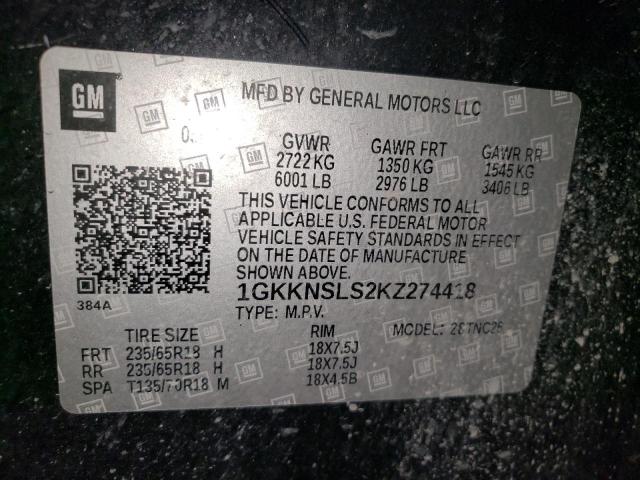 GM
MFD BY GENERAL MOTORS LLC
GVWR GAWR FRT GAWR RR
2722 KG 1350 KG 1545 KG
6001 LB 2976 LB 3406 LB
THIS VEHICLE CONFORMS TO ALL
APPLICABLE U.S. FEDERAL MOTOR
VEHICLE SAFETY STANDARDS IN EFFECT
ON THE DATE OF MANUFACTURE
SHOWN ABOVE.
1GKKNSLS2KZ274418
TYPE: M.P.V. MODEL:
384A
TIRE SIZE RIM
FRT 235/65R18 H 18X7.5J
RR 235/65R18 H 18X7.5J
SPA T135/70R18 M 18X4.5B